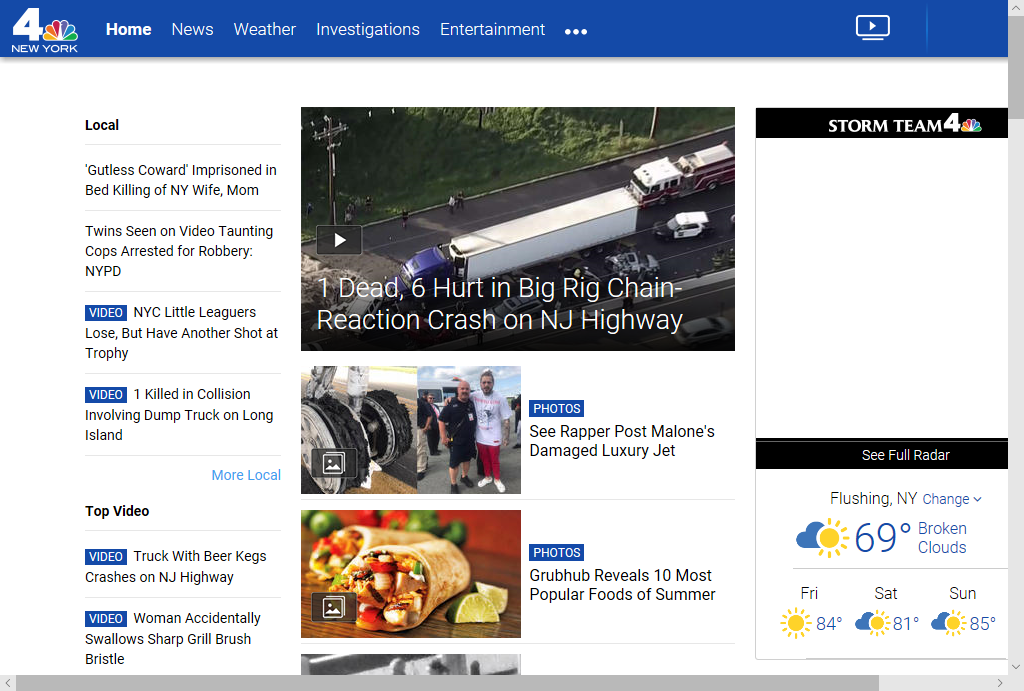 4
NEW YORK
Home
News
Weather
Investigations
Entertainment
Local
'Gutless Coward' Imprisoned in
Bed Killing of NY Wife, Mom
Twins Seen on Video Taunting
Cops Arrested for Robbery:
NYPD
VIDEO NYC Little Leaguers
Lose, But Have Another Shot at
Trophy
VIDEO 1 Killed in Collision
Involving Dump Truck on Long
Island
More Local
Top Video
VIDEO Truck With Beer Kegs
Crashes on NJ Highway
VIDEO Woman Accidentally
Swallows Sharp Grill Brush
Bristle
1 Dead, 6 Hurt in Big Rig Chain-
Reaction Crash on NJ Highway
PHOTOS
See Rapper Post Malone's
Damaged Luxury Jet
PHOTOS
Grubhub Reveals 10 Most
Popular Foods of Summer
STORM TEAM 4
See Full Radar
Flushing, NY Change
69° Broken
Clouds
Fri Sat Sun
84° 81° 85°